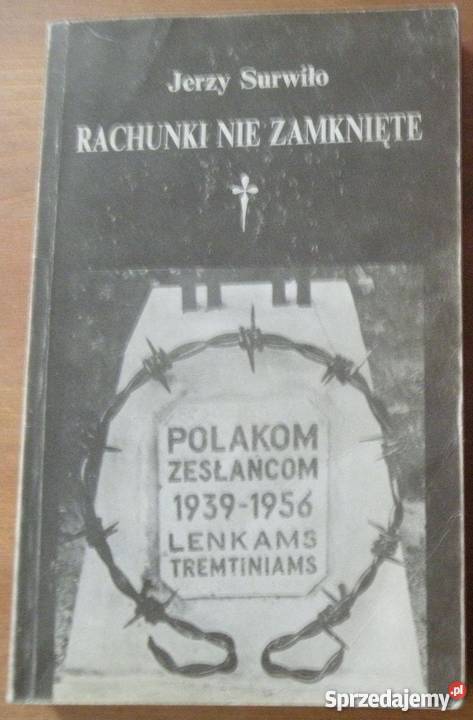 Jerzy Surwiło
RACHUNKI NIE ZAMKNIĘTE
POLAKOM
ZESŁAŃCOM
1939-1956
LENKAMS
TREMTINIAMS
Sprzedajemy.pl